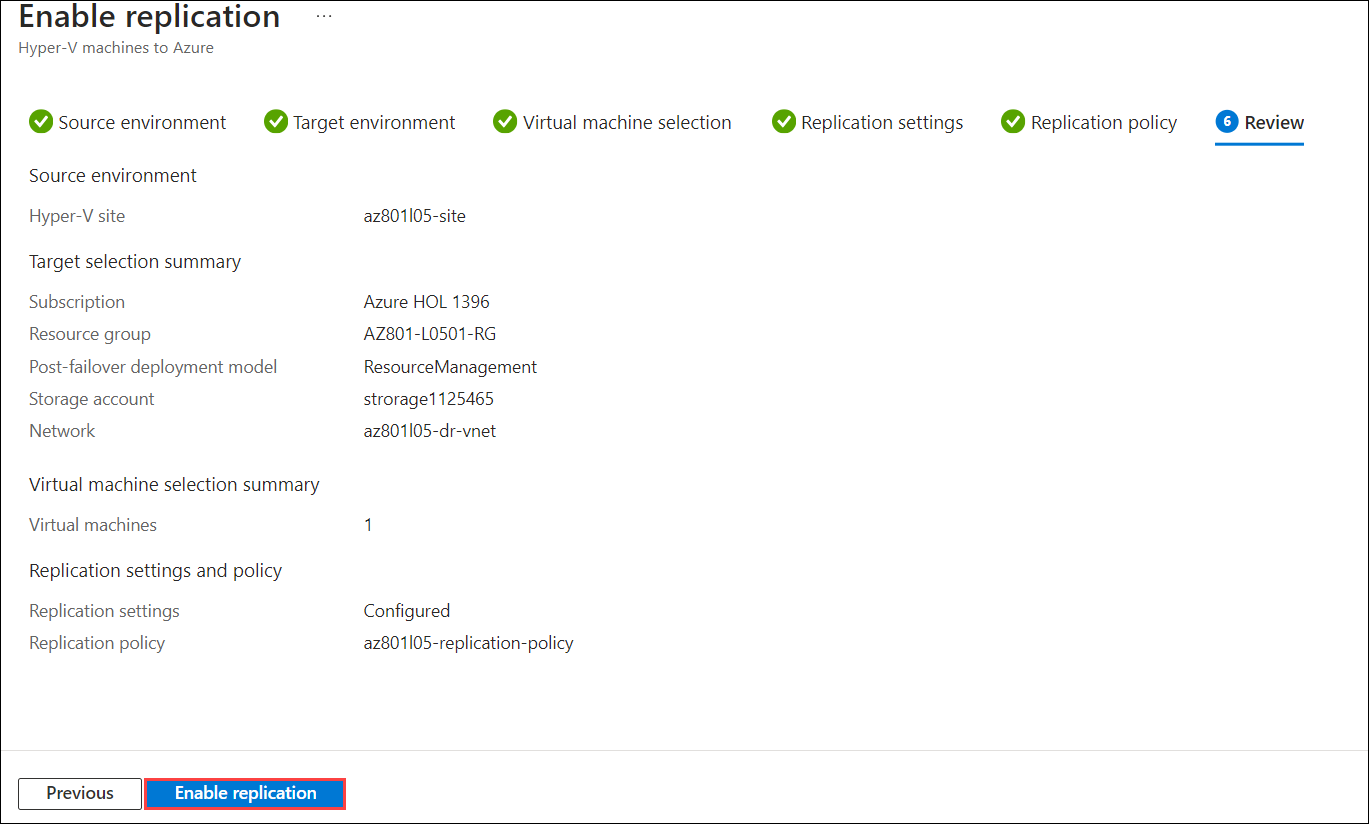 Enable replication ...
Hyper-V machines to Azure
Source environment Target environment Virtual machine selection Replication settings Replication policy 6 Review
Source environment
Hyper-V site az801l05-site
Target selection summary
Subscription Azure HOL 1396
Resource group AZ801-L0501-RG
Post-failover deployment model ResourceManagement
Storage account strorage1125465
Network az801l05-dr-vnet
Virtual machine selection summary
Virtual machines 1
Replication settings and policy
Replication settings Configured
Replication policy az801l05-replication-policy
Previous Enable replication